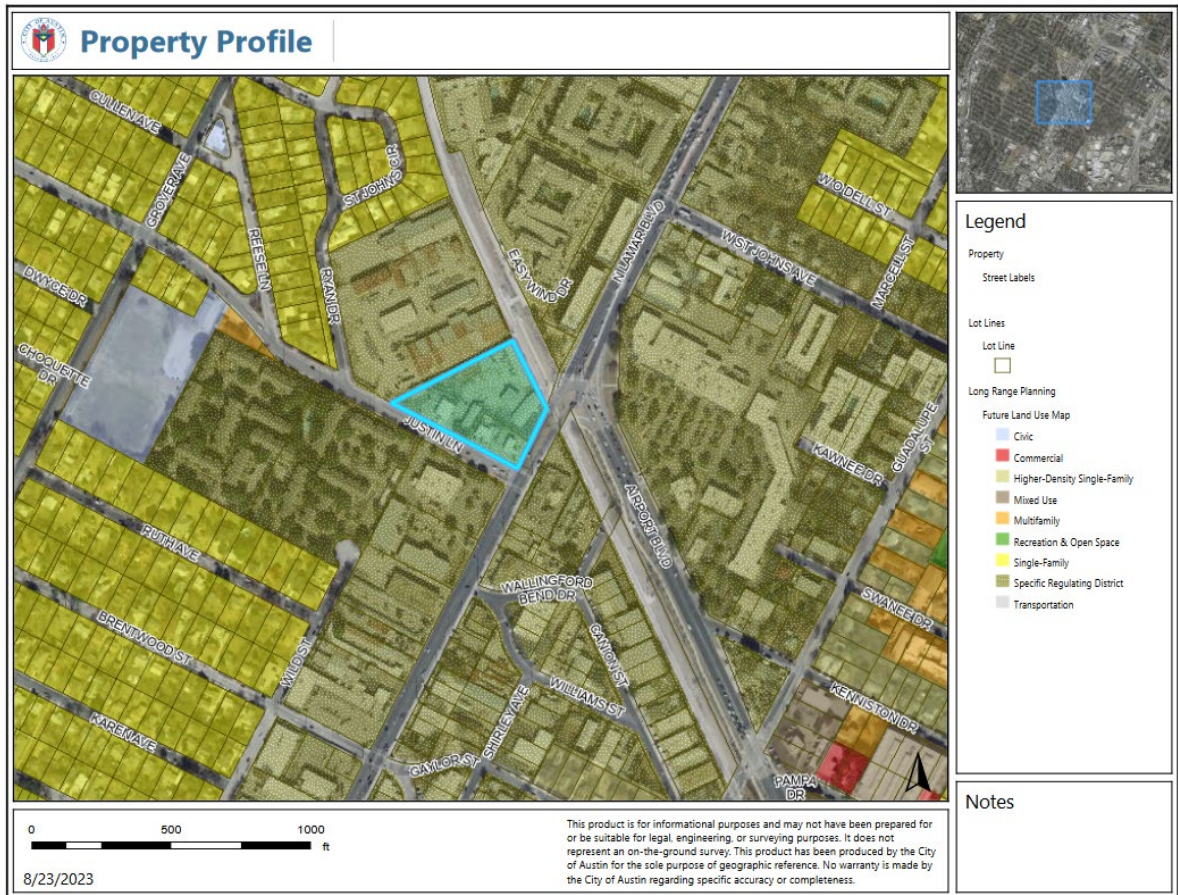 Property Profile
CULLEN AVE
GROVER AVE
ST JOHNS CIR
REESE LN
RYAN DR
DWYCE DR
CHOQUETTE DR
EASY WIND DR
N LAMAR BLVD
W ODELL ST
W ST JOHNS AVE
MARCELL ST
JUSTIN LN
GUADALUPE ST
KAWNEE DR
AIRPORT BLVD
RUTH AVE
WALLINGFORD BEND DR
SWANEE DR
BRENTWOOD ST
WILD ST
CANION ST
KENNISTON DR
KAREN AVE
SHIRLEY AVE
WILLIAMS ST
GAYLOR ST
PAMPA DR
Legend
Property
Street Labels
Lot Lines
Lot Line
Long Range Planning
Future Land Use Map
Civic
Commercial
Higher-Density Single-Family
Mixed Use
Multifamily
Recreation & Open Space
Single-Family
Specific Regulating District
Transportation
Notes
0 500 1000
ft
8/23/2023
This product is for informational purposes and may not have been prepared for
or be suitable for legal, engineering, or surveying purposes. It does not
represent an on-the-ground survey. This product has been produced by the City
of Austin for the sole purpose of geographic reference. No warranty is made by
the City of Austin regarding specific accuracy or completeness.